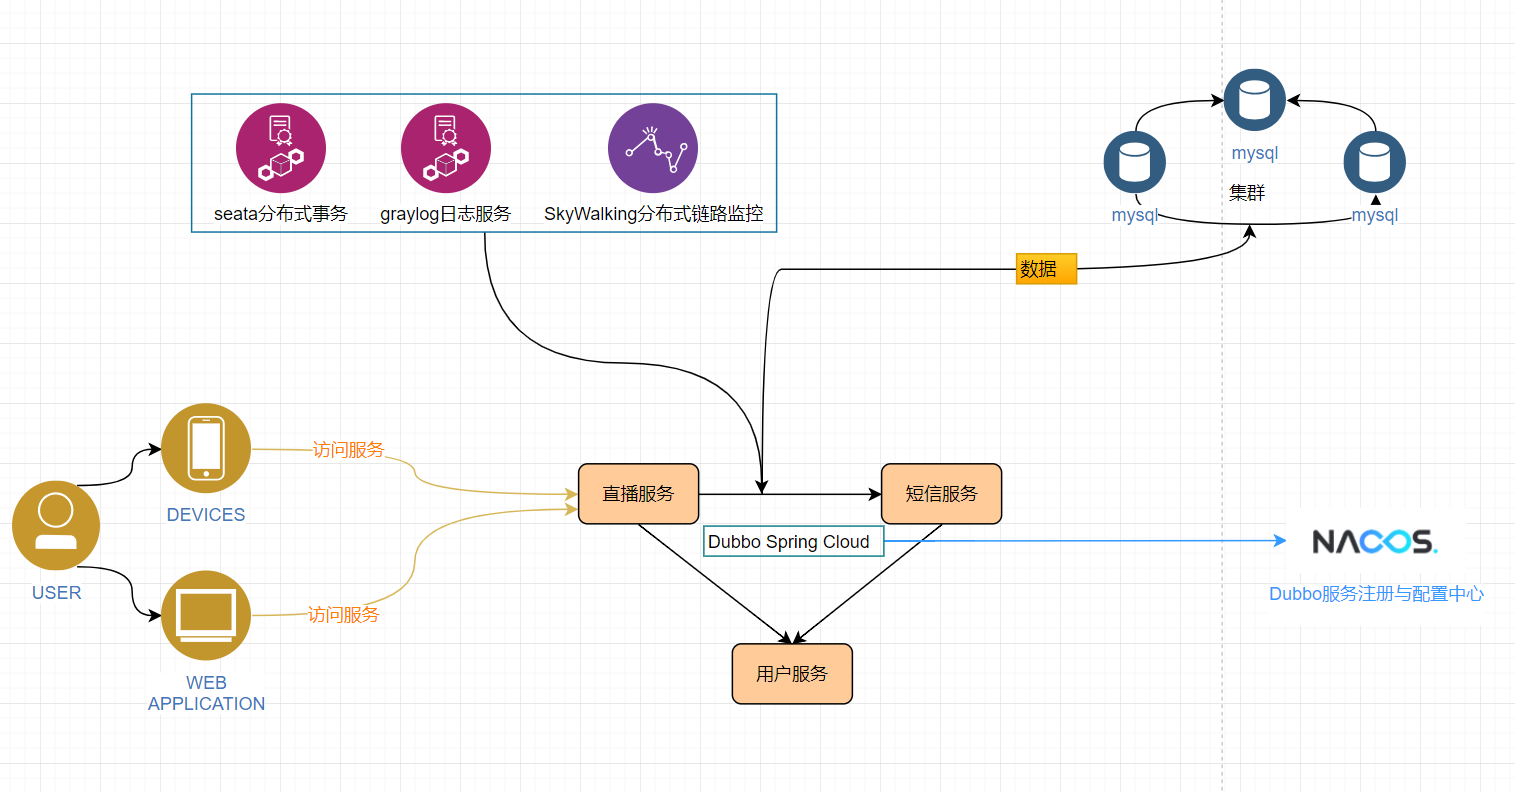 seata分布式事务
graylog日志服务
SkyWalking分布式链路监控
mysql
集群
mysql
mysql
数据
访问服务
DEVICES
USER
访问服务
WEB
APPLICATION
直播服务
短信服务
Dubbo Spring Cloud
用户服务
NACOS.
Dubbo服务注册与配置中心